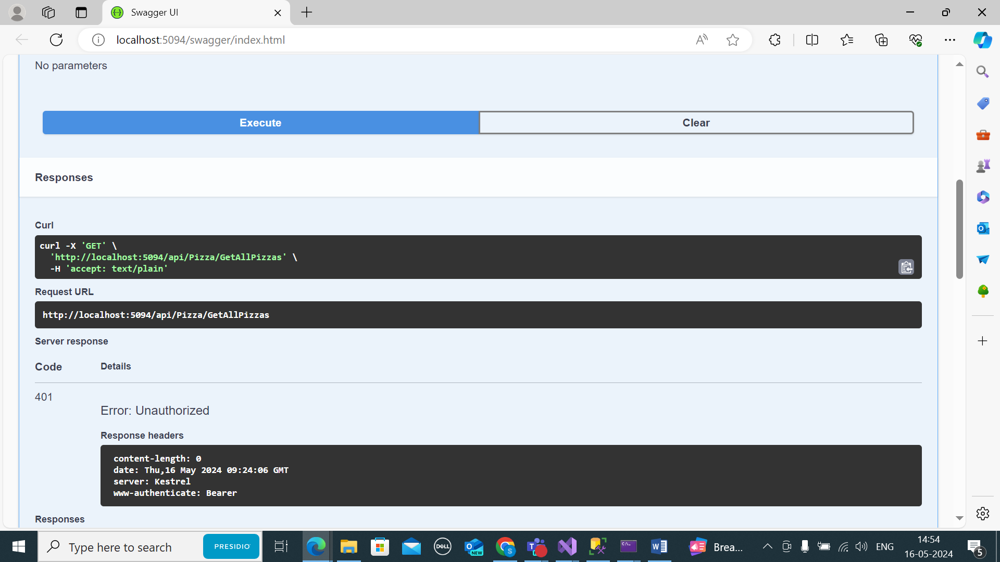 Swagger UI
localhost:5094/swagger/index.html
No parameters
Execute
Clear
Responses
Curl
curl -X 'GET' \
'http://localhost:5094/api/Pizza/GetAllPizzas' \
-H 'accept: text/plain'
Request URL
http://localhost:5094/api/Pizza/GetAllPizzas
Server response
Code
Details
401
Error: Unauthorized
Response headers
content-length: 0
date: Thu,16 May 2024 09:24:06 GMT
server: Kestrel
www-authenticate: Bearer
Responses
Type here to search
PRESIDIO
DELL
NEW
S
Brea...
ENG
14:54
16-05-2024
5